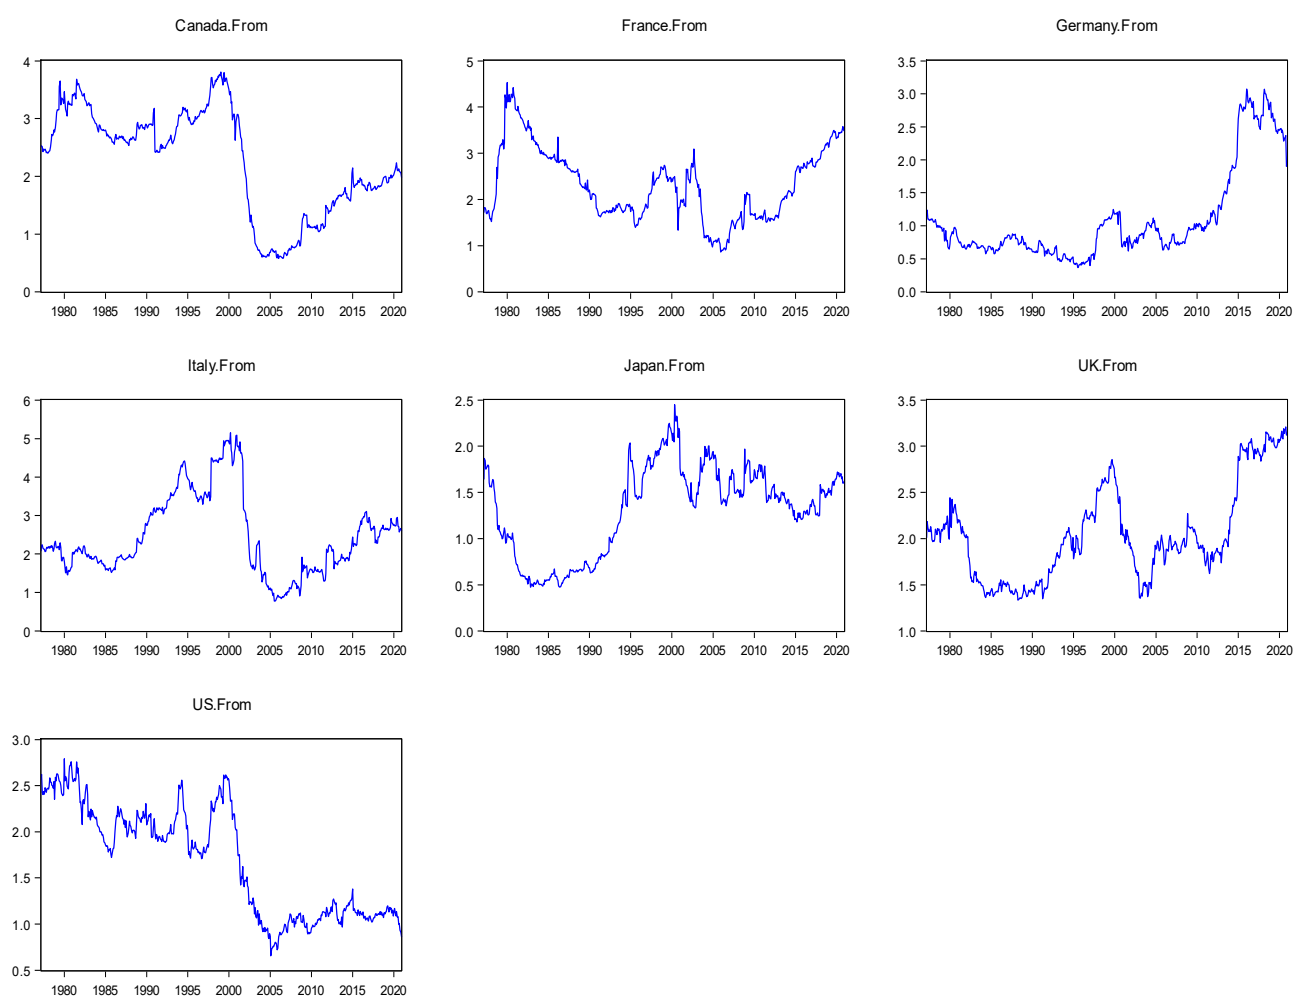 Canada.From France.From Germany.From
4 5 3.5
3.0
4
3 2.5
3 2.0
2
2 1.5
1.0
1 1
0.5
0 0 0.0
1980 1985 1990 1995 2000 2005 2010 2015 2020 1980 1985 1990 1995 2000 2005 2010 2015 2020 1980 1985 1990 1995 2000 2005 2010 2015 2020
Italy.From Japan.From UK.From
6 2.5 3.5
5 2.0 3.0
4
1.5 2.5
3
1.0 2.0
2
0.5 1.5
1
0 0.0 1.0
1980 1985 1990 1995 2000 2005 2010 2015 2020 1980 1985 1990 1995 2000 2005 2010 2015 2020 1980 1985 1990 1995 2000 2005 2010 2015 2020
US.From
3.0
2.5
2.0
1.5
1.0
0.5
1980 1985 1990 1995 2000 2005 2010 2015 2020